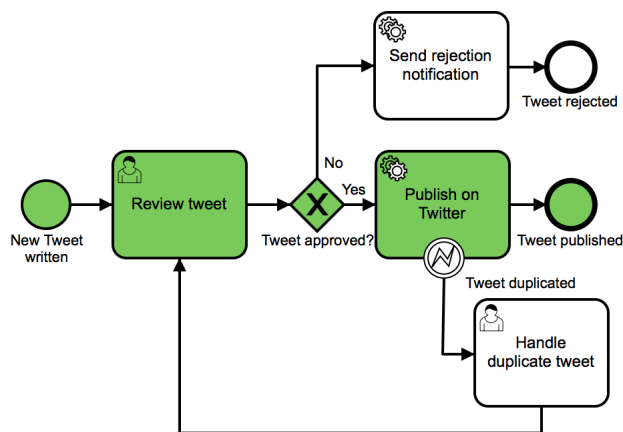 Send rejection
notification
Tweet rejected
No
Review tweet
Yes
Publish on
Twitter
New Tweet
written
Tweet approved?
Tweet published
Tweet duplicated
Handle
duplicate tweet